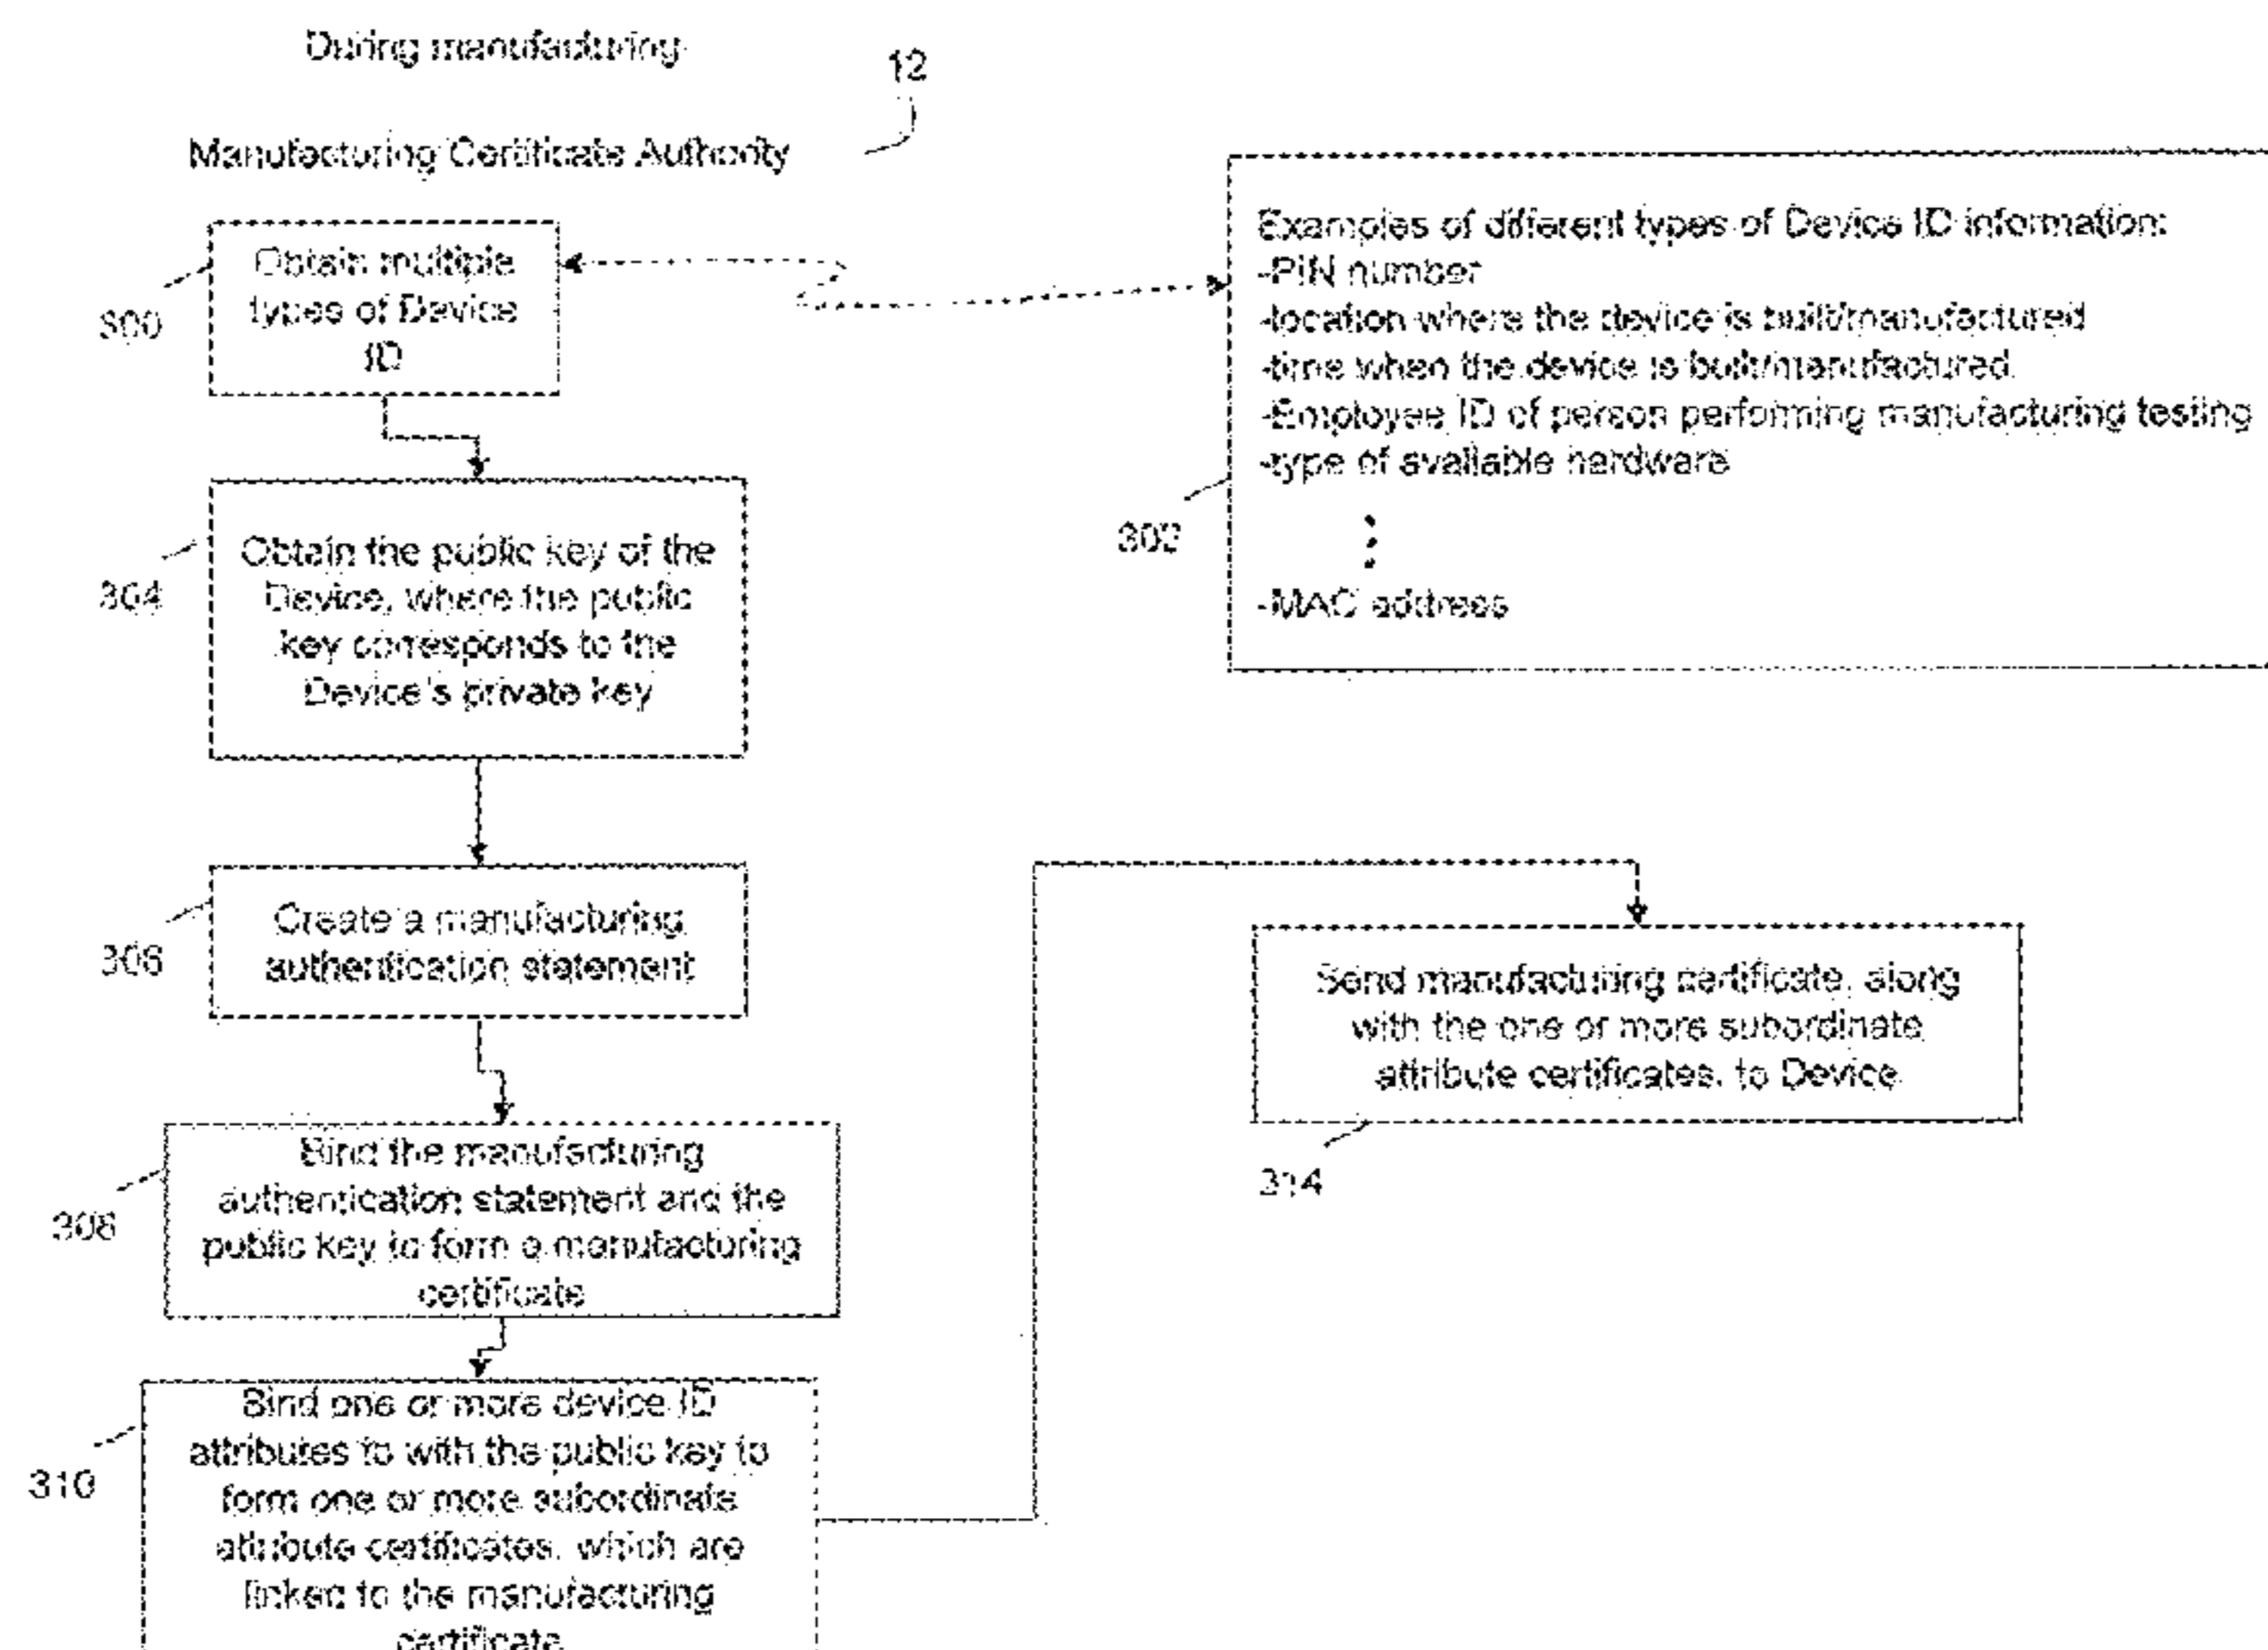 During manufacturing
12
Manufacturing Certificate Authority
Obtain multiple
types of Device
ID
300
Examples of different types of Device ID information:
-PIN number
-location where the device is built/manufactured
-time when the device is built/manufactured
-Employee ID of person performing manufacturing testing
-type of available hardware
-MAC address
302
Obtain the public key of the
Device, where the public
key corresponds to the
Device's private key
304
Create a manufacturing
authentication statement
306
Bind the manufacturing
authentication statement and the
public key to form a manufacturing
certificate
308
Bind one or more device ID
attributes to with the public key to
form one or more subordinate
attribute certificates, which are
linked to the manufacturing
certificate
310
Send manufacturing certificate, along
with the one or more subordinate
attribute certificates, to Device
314